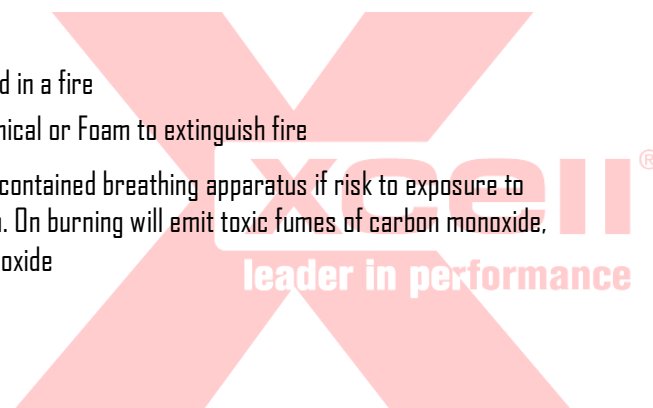 d in a fire
nical or Foam to extinguish fire
contained breathing apparatus if risk to exposure to
. On burning will emit toxic fumes of carbon monoxide,
oxide
xcell®
leader in performance